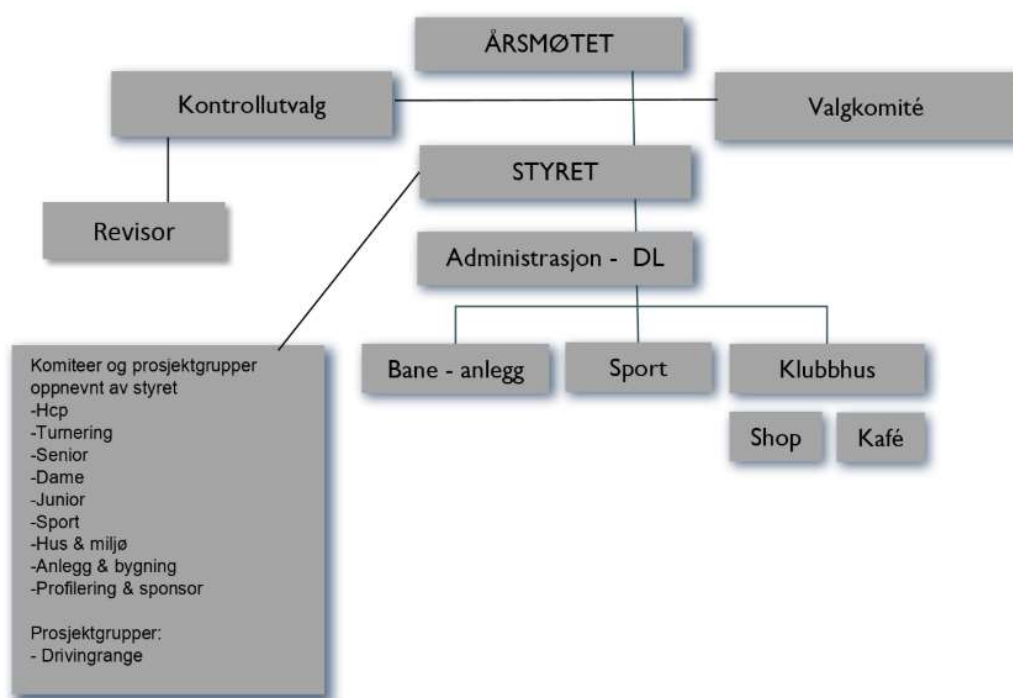 ÅRSMØTET
Kontrollutvalg
Valgkomité
STYRET
Revisor
Administrasjon - DL
Komiteer og prosjektgrupper
oppnevnt av styret
-Hcp
-Turnering
-Senior
-Dame
-Junior
-Sport
-Hus & miljø
-Anlegg & bygning
-Profilering & sponsor
Prosjektgrupper:
- Drivingrange
Bane - anlegg
Sport
Klubbhus
Shop
Kafé